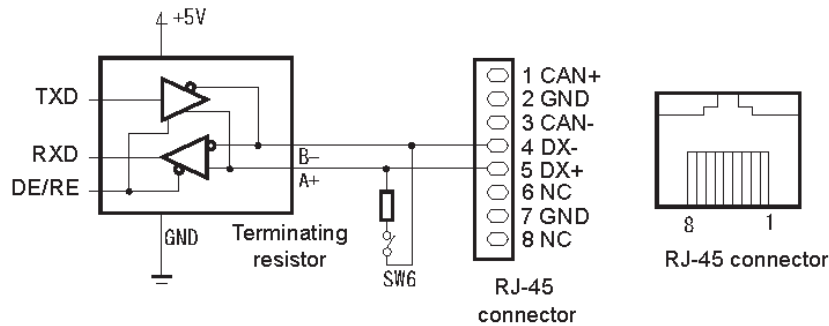 +5V
TXD
RXD
DE/RE
B-
A+
GND
Terminating
resistor
SW6
1 CAN+
2 GND
3 CAN-
4 DX-
5 DX+
6 NC
7 GND
8 NC
RJ-45
connector
8 1
RJ-45 connector